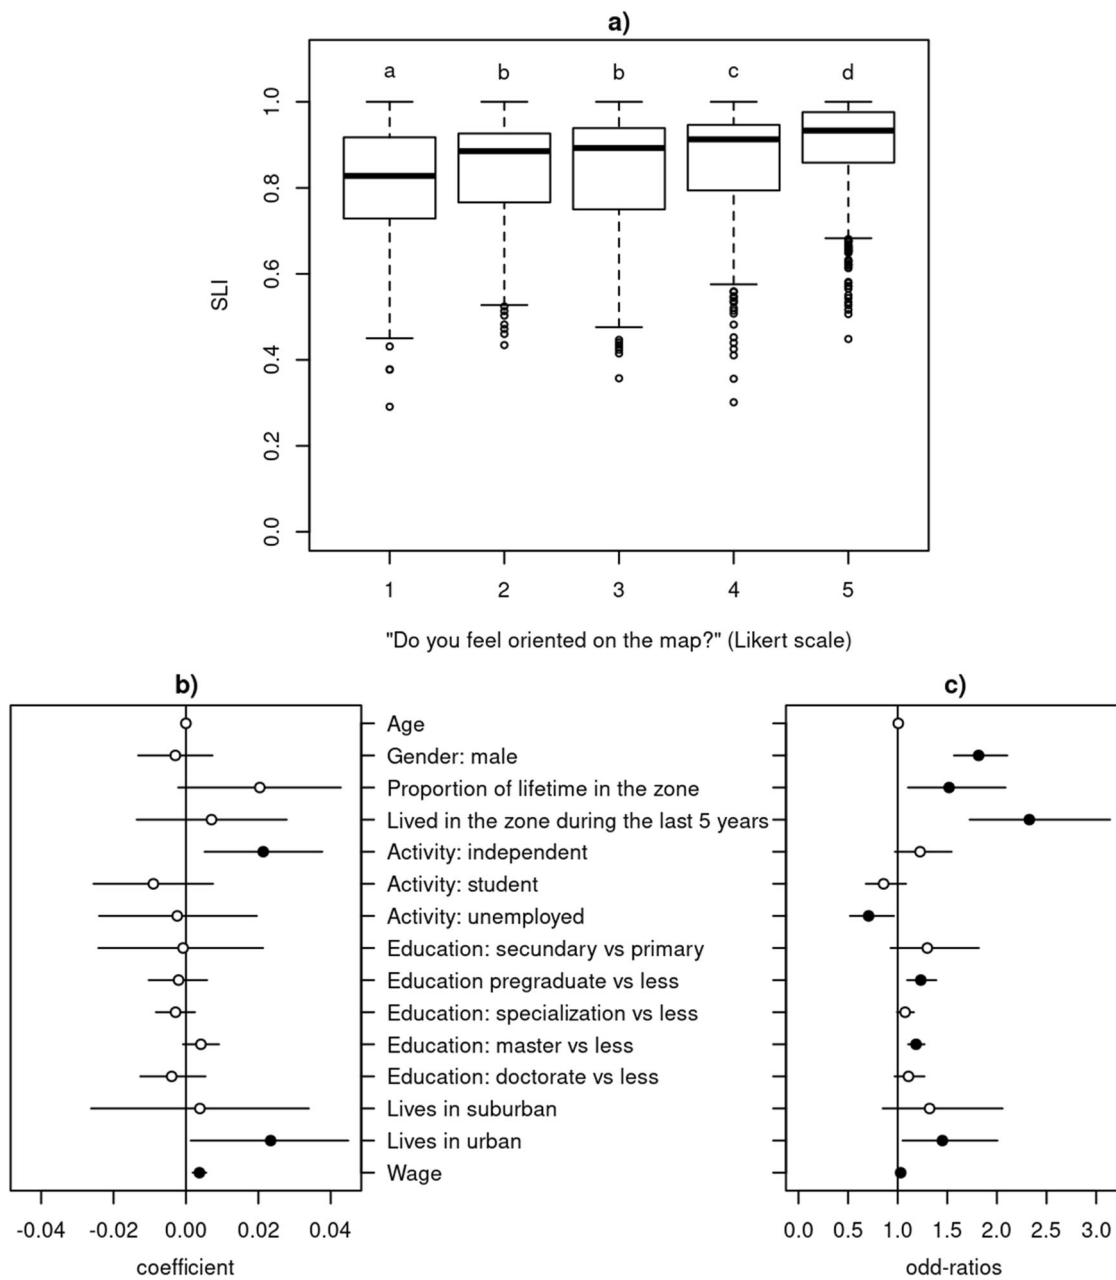 a)
a b b c d
1.0
0.8
0.6
0.4
0.2
0.0
SLI
1 2 3 4 5
"Do you feel oriented on the map?" (Likert scale)
b)
c)
Age
Gender: male
Proportion of lifetime in the zone
Lived in the zone during the last 5 years
Activity: independent
Activity: student
Activity: unemployed
Education: secundary vs primary
Education pregraduate vs less
Education: specialization vs less
Education: master vs less
Education: doctorate vs less
Lives in suburban
Lives in urban
Wage
-0.04 -0.02 0.00 0.02 0.04
coefficient
0.0 0.5 1.0 1.5 2.0 2.5 3.0
odd-ratios